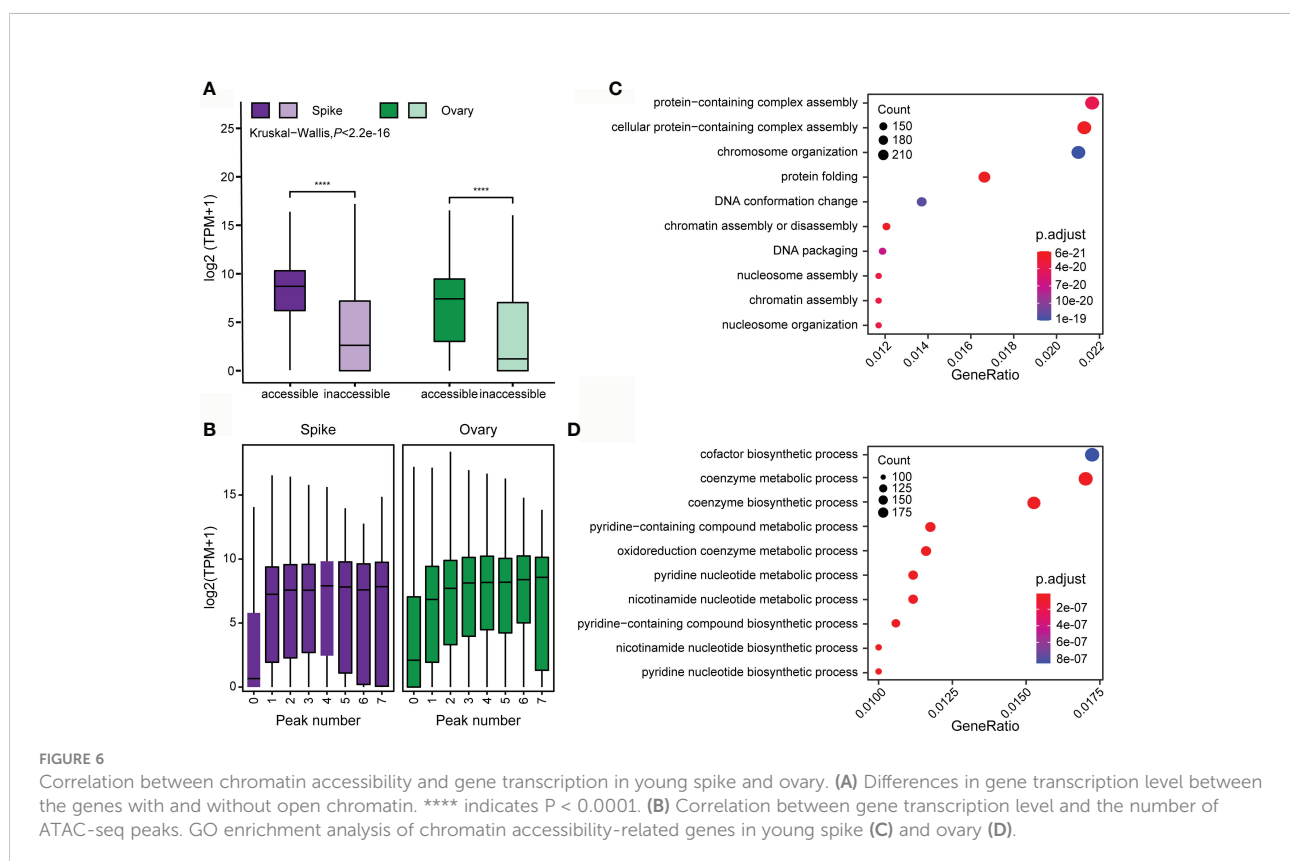 A
Spike
Ovary
Kruskal−Wallis,P<2.2e-16
log2 (TPM+1)
25
20
15
10
5
0
****
****
accessible
inaccessible
accessible
inaccessible
B
Spike
Ovary
log2(TPM+1)
15
10
5
0
0 1 2 3 4 5 6 7
0 1 2 3 4 5 6 7
Peak number
Peak number
C
protein-containing complex assembly
cellular protein-containing complex assembly
chromosome organization
protein folding
DNA conformation change
chromatin assembly or disassembly
DNA packaging
nucleosome assembly
chromatin assembly
nucleosome organization
Count
150
180
210
p.adjust
6e-21
4e-20
7e-20
10e-20
1e-19
0.012 0.014 0.016 0.018 0.020 0.022
GeneRatio
D
cofactor biosynthetic process
coenzyme metabolic process
coenzyme biosynthetic process
pyridine-containing compound metabolic process
oxidoreduction coenzyme metabolic process
pyridine nucleotide metabolic process
nicotinamide nucleotide metabolic process
pyridine-containing compound biosynthetic process
nicotinamide nucleotide biosynthetic process
pyridine nucleotide biosynthetic process
Count
100
125
150
175
p.adjust
2e-07
4e-07
6e-07
8e-07
0.0100 0.0125 0.0150 0.0175
GeneRatio
FIGURE 6
Correlation between chromatin accessibility and gene transcription in young spike and ovary. (A) Differences in gene transcription level between
the genes with and without open chromatin. **** indicates P < 0.0001. (B) Correlation between gene transcription level and the number of
ATAC-seq peaks. GO enrichment analysis of chromatin accessibility-related genes in young spike (C) and ovary (D).